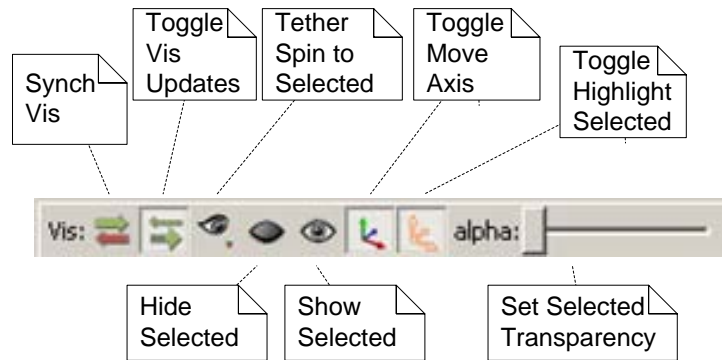 Synch
Vis
Toggle
Vis
Updates
Tether
Spin to
Selected
Toggle
Move
Axis
Toggle
Highlight
Selected
Vis:
alpha:
Hide
Selected
Show
Selected
Set Selected
Transparency